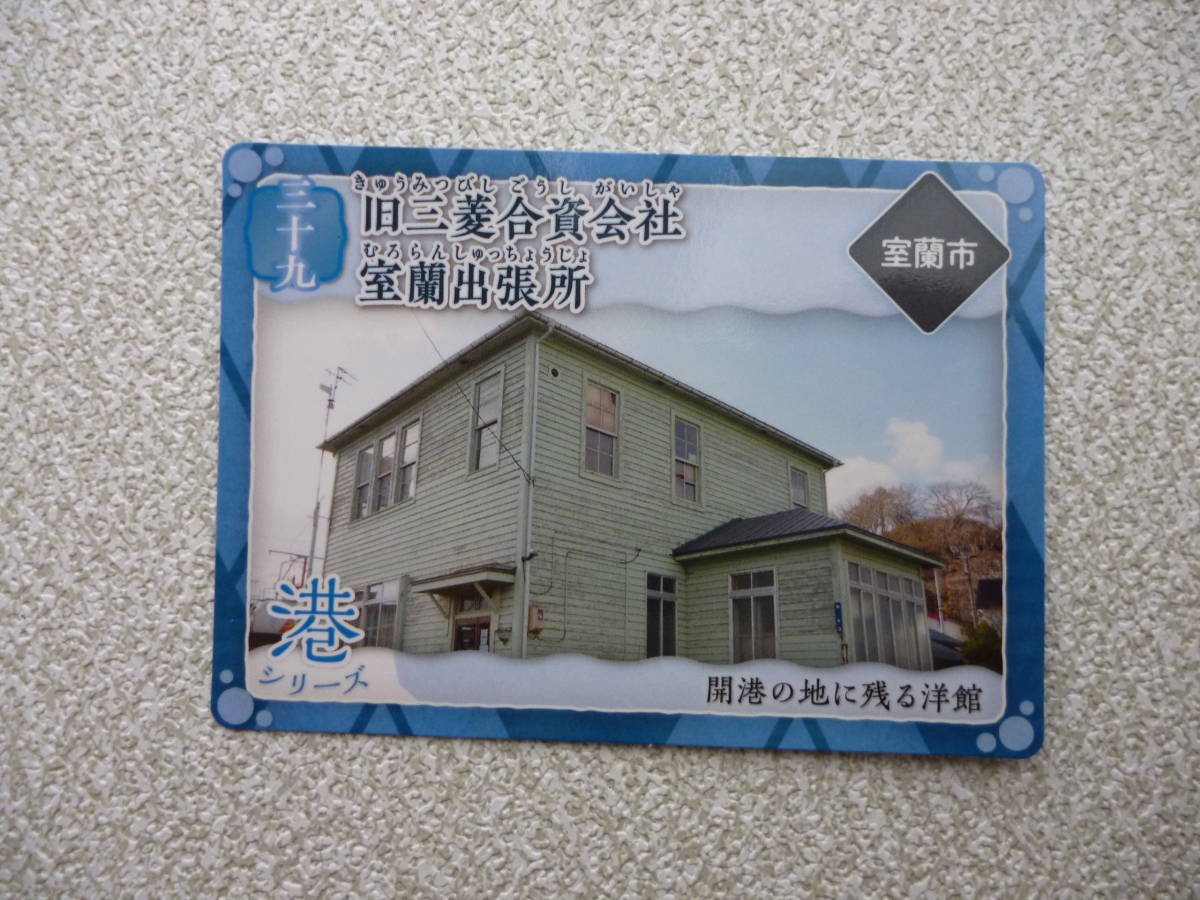 三十九
きゅうみつびしごうしがいしゃ
旧三菱合資会社
むろらんしゅっちょうじょ
室蘭出張所
室蘭市
港
シリーズ
開港の地に残る洋館